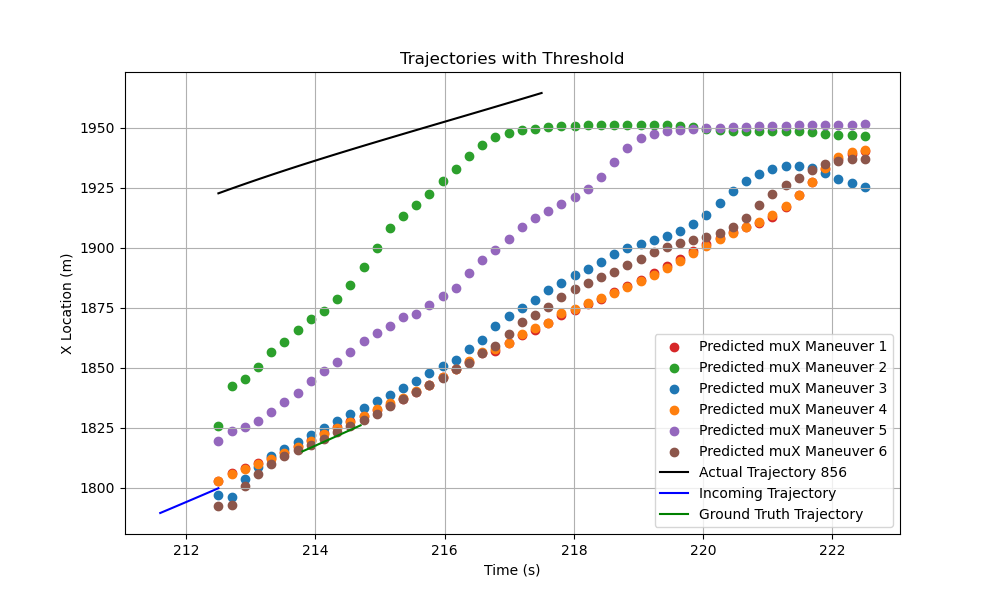 Trajectories with Threshold
X Location (m)
1950
1925
1900
1875
1850
1825
1800
212
214
216
218
220
222
Time (s)
Predicted muX Maneuver 1
Predicted muX Maneuver 2
Predicted muX Maneuver 3
Predicted muX Maneuver 4
Predicted muX Maneuver 5
Predicted muX Maneuver 6
Actual Trajectory 856
Incoming Trajectory
Ground Truth Trajectory